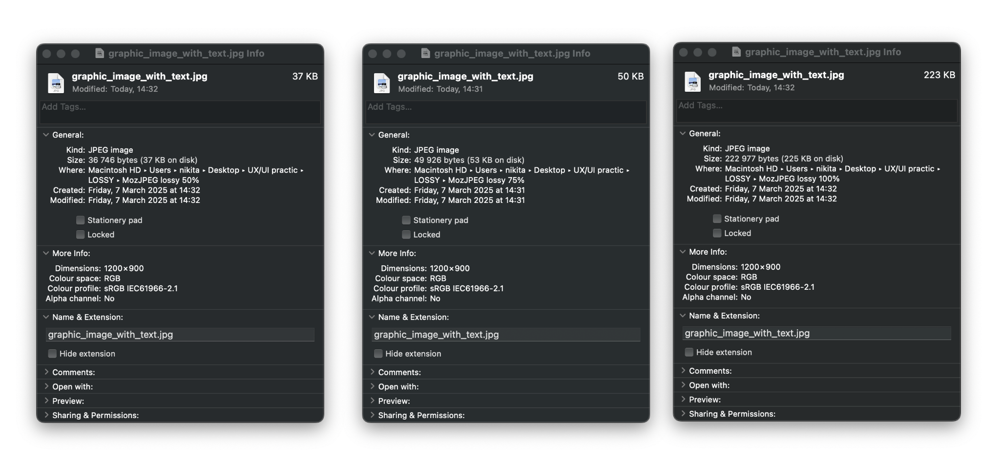 graphic_image_with_text.jpg Info
graphic_image_with_text.jpg 37 KB
Modified: Today, 14:32
Add Tags...
General:
Kind: JPEG image
Size: 36 746 bytes (37 KB on disk)
Where: Macintosh HD ▸ Users ▸ nikita ▸ Desktop ▸ UX/UI practic ▸
LOSSY ▸ MozJPEG lossy 50%
Created: Friday, 7 March 2025 at 14:32
Modified: Friday, 7 March 2025 at 14:32
Stationery pad
Locked
More Info:
Dimensions: 1200×900
Colour space: RGB
Colour profile: sRGB IEC61966-2.1
Alpha channel: No
Name & Extension:
graphic_image_with_text.jpg
Hide extension
Comments:
Open with:
Preview:
Sharing & Permissions:
graphic_image_with_text.jpg Info
graphic_image_with_text.jpg 50 KB
Modified: Today, 14:31
Add Tags...
General:
Kind: JPEG image
Size: 49 926 bytes (53 KB on disk)
Where: Macintosh HD ▸ Users ▸ nikita ▸ Desktop ▸ UX/UI practic ▸
LOSSY ▸ MozJPEG lossy 75%
Created: Friday, 7 March 2025 at 14:31
Modified: Friday, 7 March 2025 at 14:31
Stationery pad
Locked
More Info:
Dimensions: 1200×900
Colour space: RGB
Colour profile: sRGB IEC61966-2.1
Alpha channel: No
Name & Extension:
graphic_image_with_text.jpg
Hide extension
Comments:
Open with:
Preview:
Sharing & Permissions:
graphic_image_with_text.jpg Info
graphic_image_with_text.jpg 223 KB
Modified: Today, 14:32
Add Tags...
General:
Kind: JPEG image
Size: 222 977 bytes (225 KB on disk)
Where: Macintosh HD ▸ Users ▸ nikita ▸ Desktop ▸ UX/UI practic ▸
LOSSY ▸ MozJPEG lossy 100%
Created: Friday, 7 March 2025 at 14:32
Modified: Friday, 7 March 2025 at 14:32
Stationery pad
Locked
More Info:
Dimensions: 1200×900
Colour space: RGB
Colour profile: sRGB IEC61966-2.1
Alpha channel: No
Name & Extension:
graphic_image_with_text.jpg
Hide extension
Comments:
Open with:
Preview:
Sharing & Permissions: